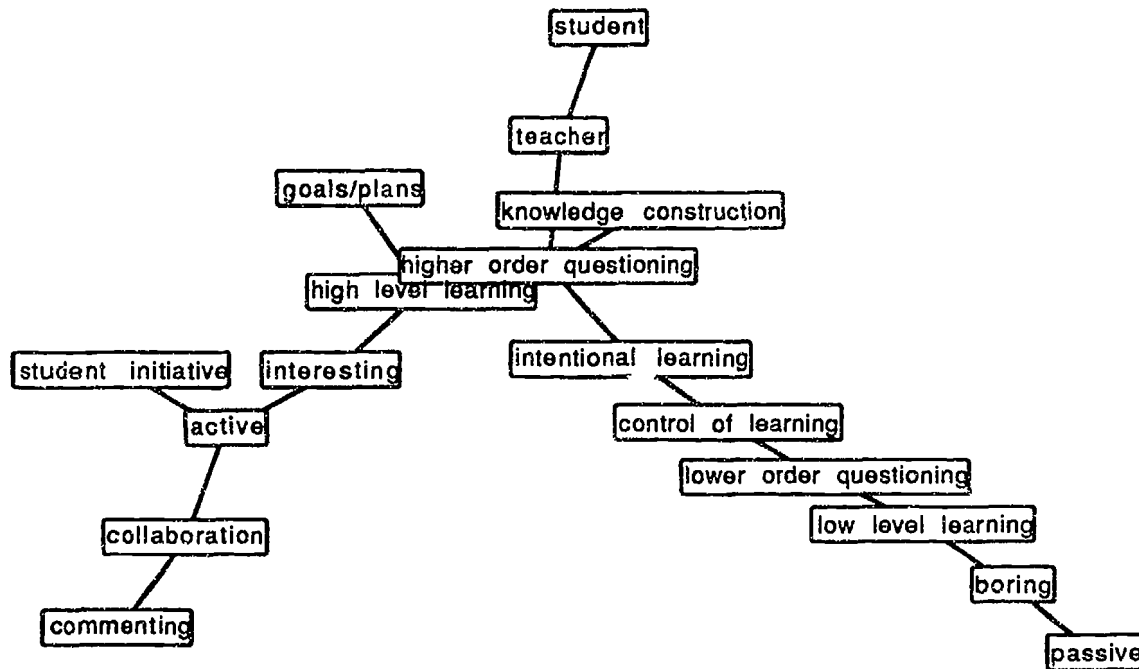 student
teacher
goals/plans
knowledge construction
higher order questioning
high level learning
intentional learning
student initiative
interesting
control of learning
active
lower order questioning
low level learning
collaboration
boring
commenting
passive